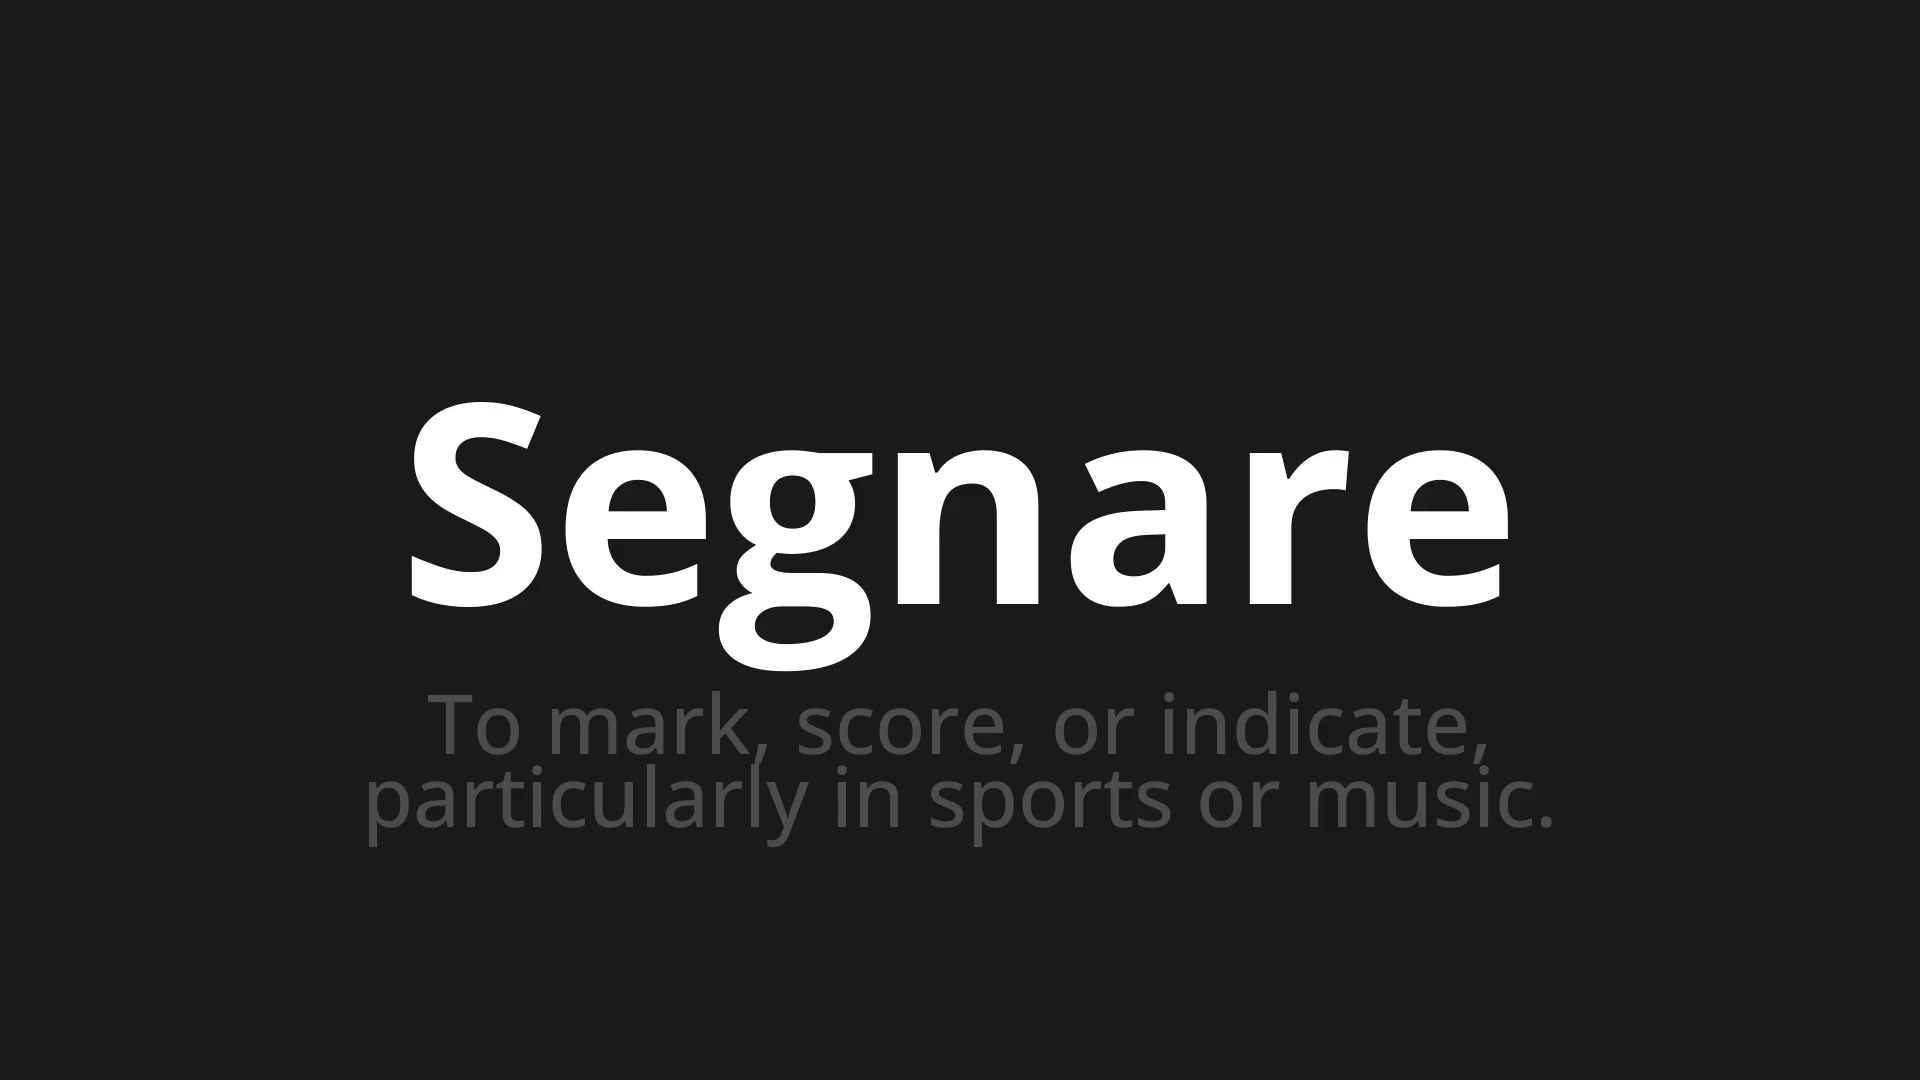 Segnare
To mark, score, or indicate,
particularly in sports or music.